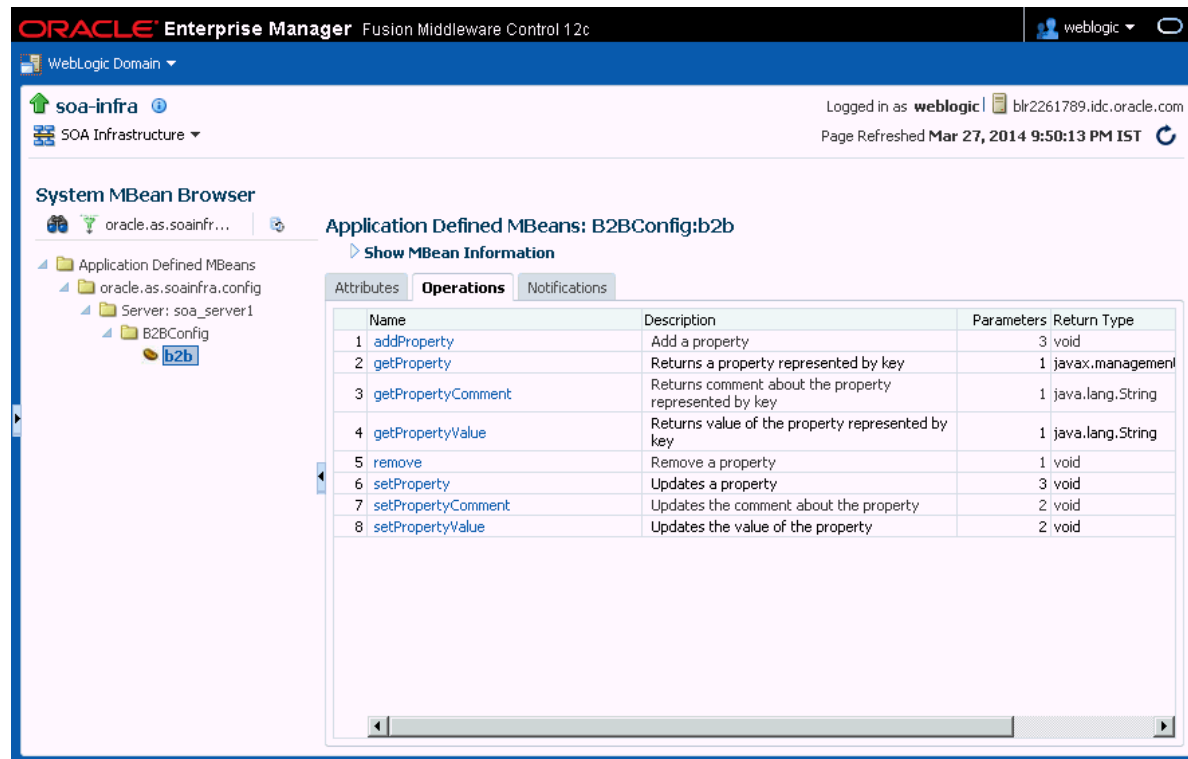 ORACLE Enterprise Manager Fusion Middleware Control 12c weblogic
WebLogic Domain
soa-infra Logged in as weblogic blr2261789.idc.oracle.com
SOA Infrastructure Page Refreshed Mar 27, 2014 9:50:13 PM IST
System MBean Browser
oracle.as.soainfr...
Application Defined MBeans
oracle.as.soainfra.config
Server: soa_server1
B2BConfig
b2b
Application Defined MBeans: B2BConfig:b2b
Show MBean Information
Attributes Operations Notifications
Name Description Parameters Return Type
1 addProperty Add a property 3 void
2 getProperty Returns a property represented by key 1 javax.management
3 getPropertyComment Returns comment about the property
represented by key 1 java.lang.String
4 getPropertyValue Returns value of the property represented by
key 1 java.lang.String
5 remove Remove a property 1 void
6 setProperty Updates a property 3 void
7 setPropertyComment Updates the comment about the property 2 void
8 setPropertyValue Updates the value of the property 2 void